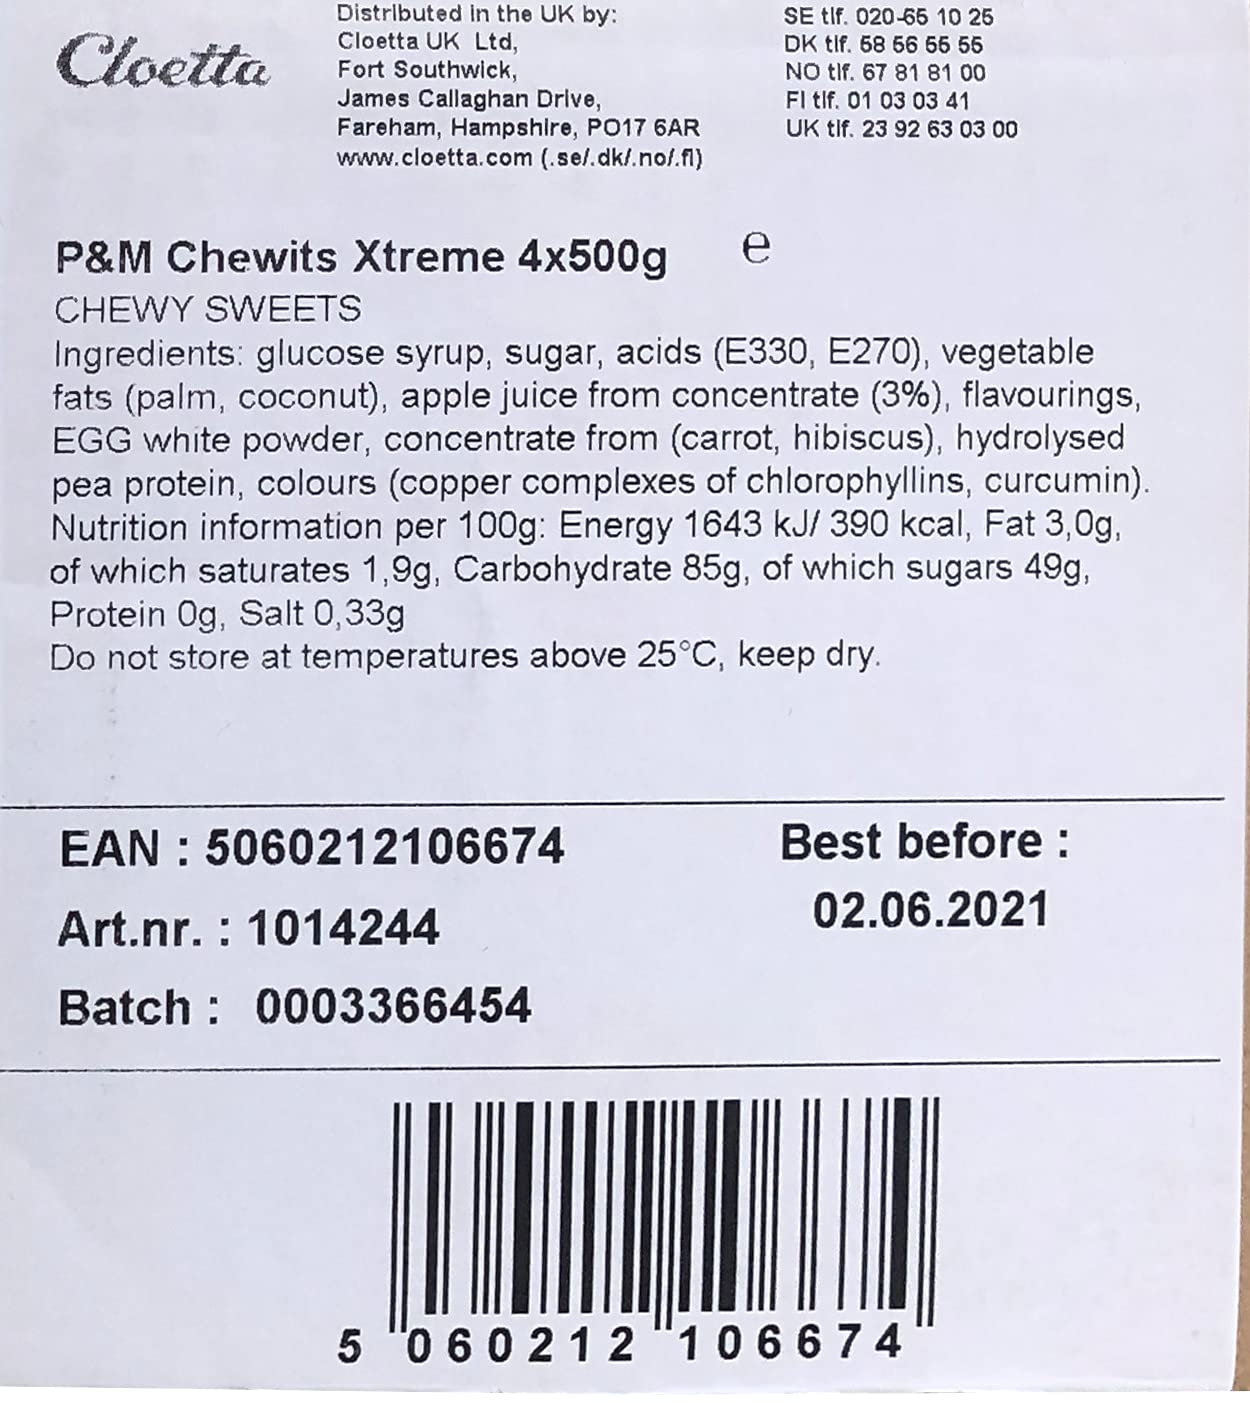 Cloetta
Distributed in the UK by:
Cloetta UK Ltd,
Fort Southwick,
James Callaghan Drive,
Fareham, Hampshire, PO17 6AR
www.cloetta.com (.se/.dk/.no/.fi)
SE tlf. 020-65 10 25
DK tlf. 58 56 55 55
NO tlf. 67 81 81 00
FI tlf. 01 03 03 41
UK tlf. 23 92 63 03 00
P&M Chewits Xtreme 4x500g e
CHEWY SWEETS
Ingredients: glucose syrup, sugar, acids (E330, E270), vegetable
fats (palm, coconut), apple juice from concentrate (3%), flavourings,
EGG white powder, concentrate from (carrot, hibiscus), hydrolysed
pea protein, colours (copper complexes of chlorophyllins, curcumin).
Nutrition information per 100g: Energy 1643 kJ/ 390 kcal, Fat 3,0g,
of which saturates 1,9g, Carbohydrate 85g, of which sugars 49g,
Protein 0g, Salt 0,33g
Do not store at temperatures above 25°C, keep dry.
EAN : 5060212106674
Art.nr. : 1014244
Batch : 0003366454
Best before :
02.06.2021
5 060212 106674